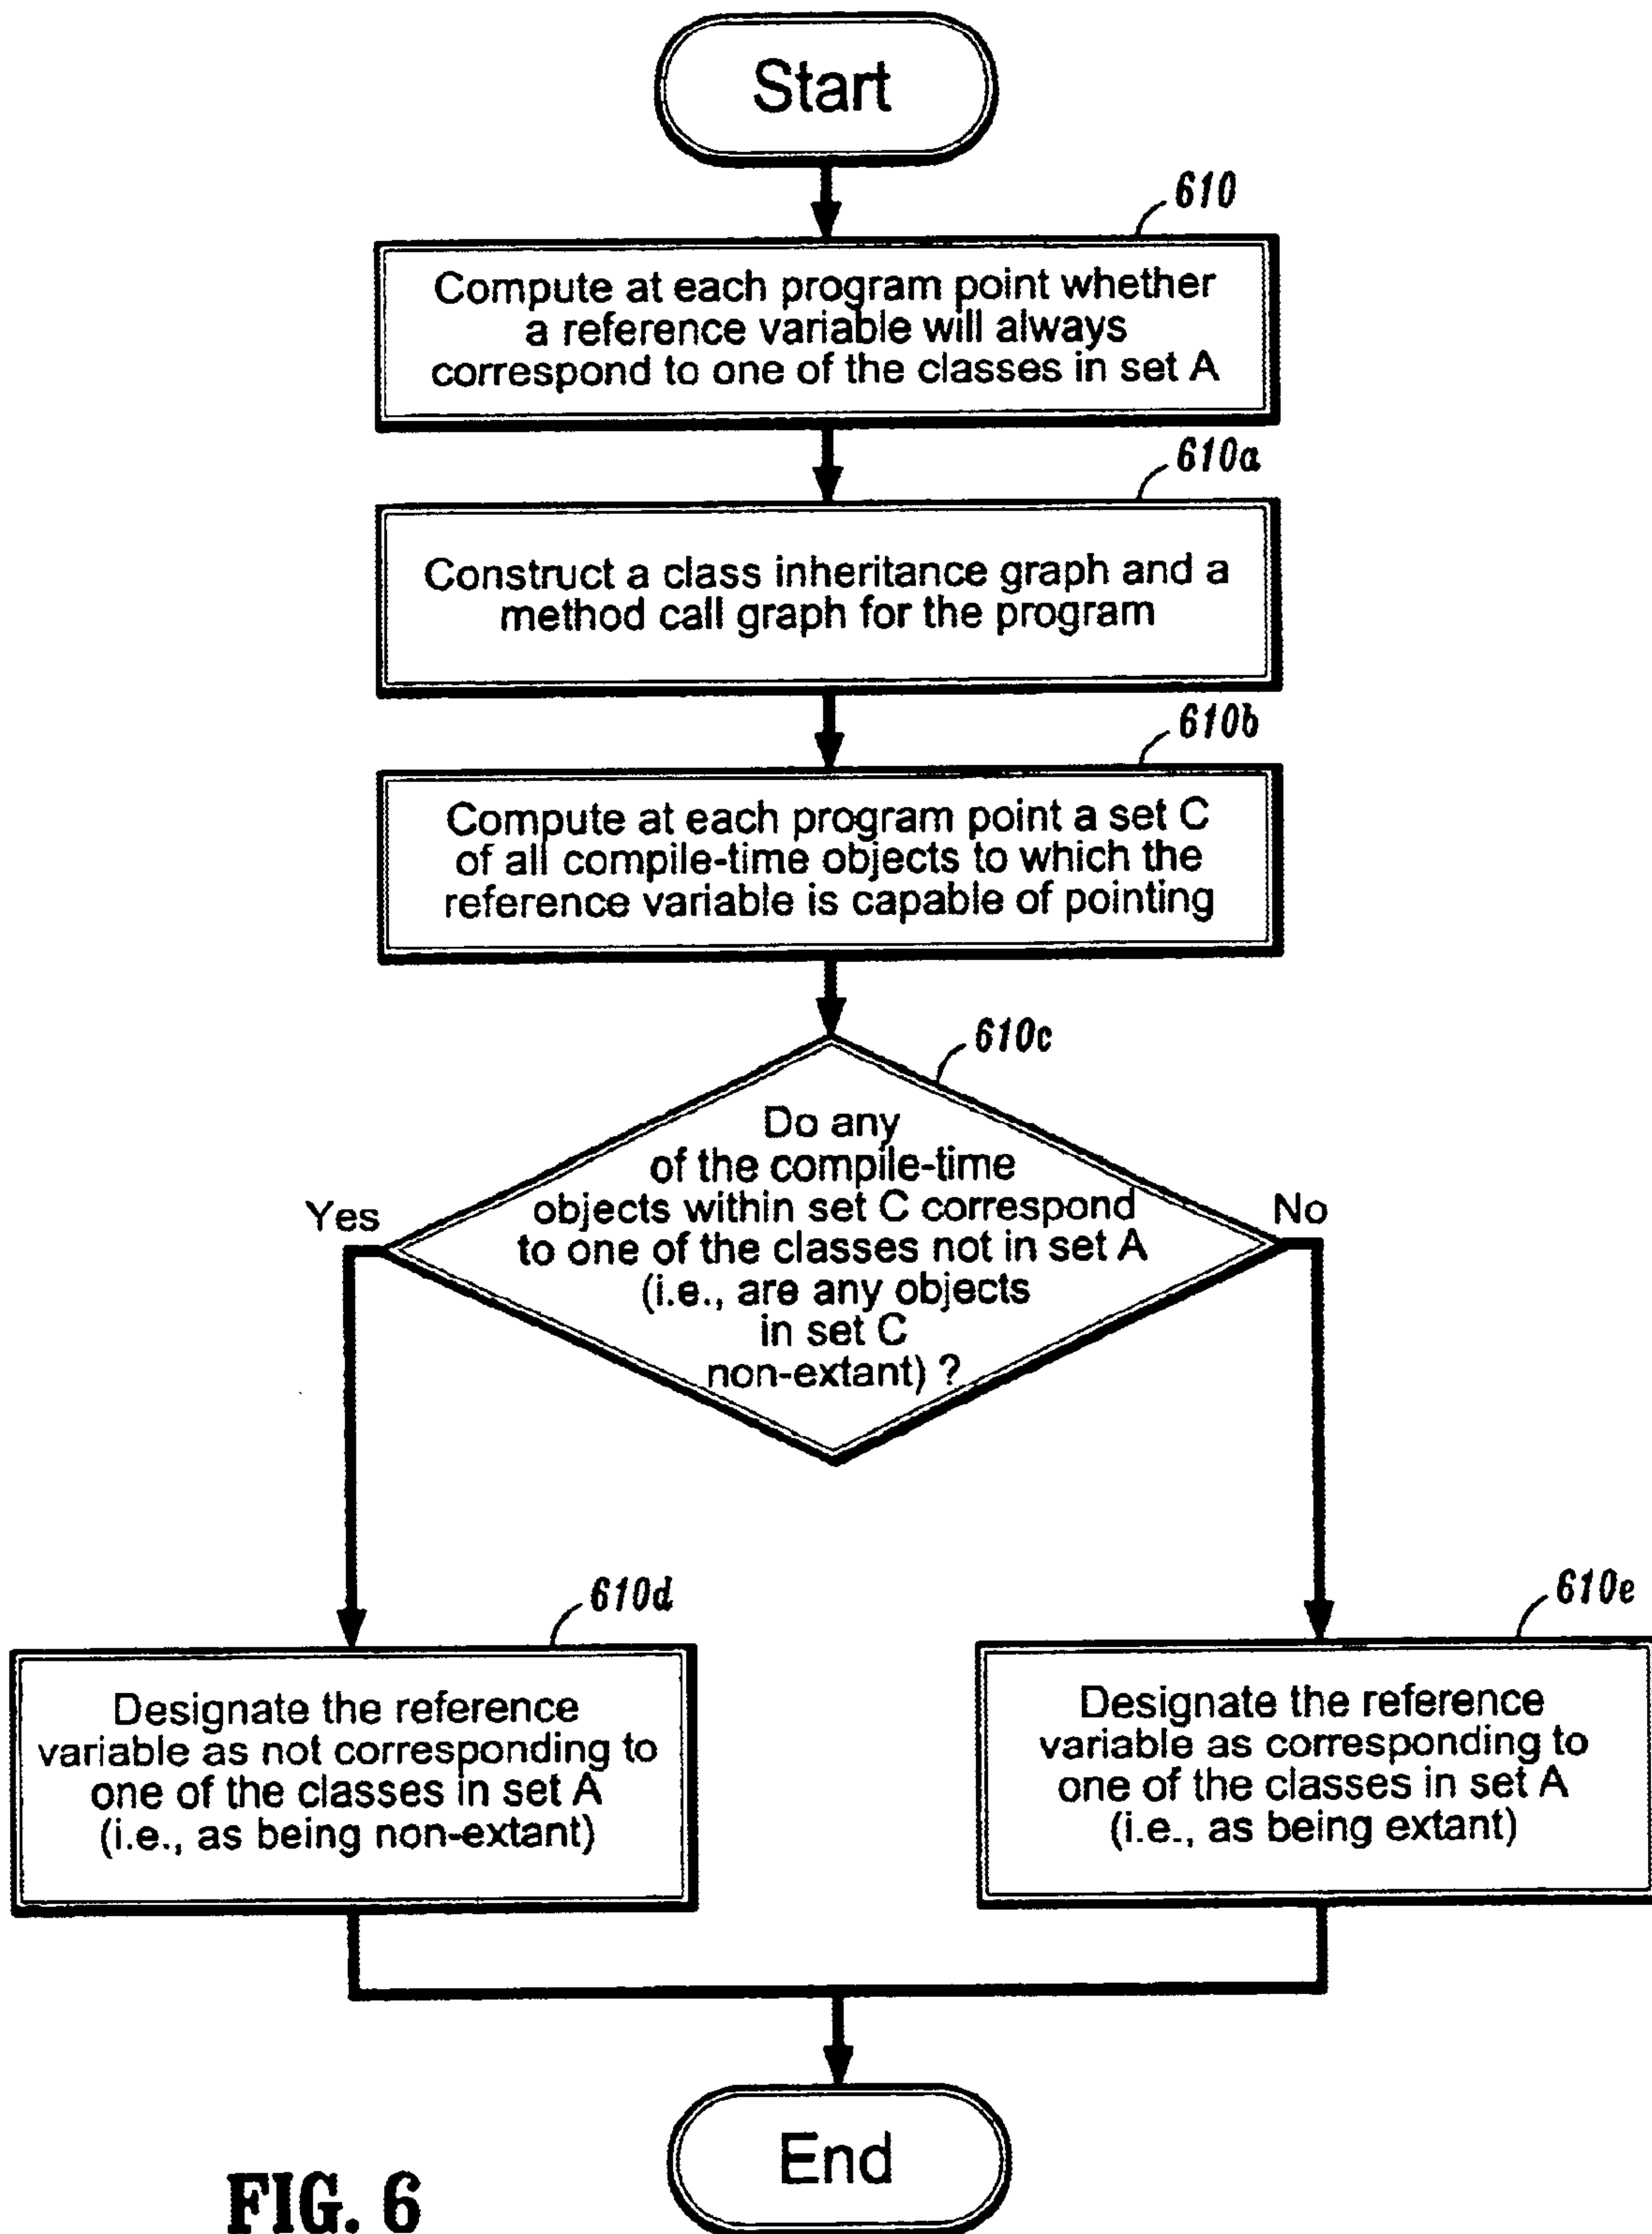 Start
610
Compute at each program point whether
a reference variable will always
correspond to one of the classes in set A
610a
Construct a class inheritance graph and a
method call graph for the program
610b
Compute at each program point a set C
of all compile-time objects to which the
reference variable is capable of pointing
610c
Do any
of the compile-time
objects within set C correspond
to one of the classes not in set A
(i.e., are any objects
in set C
non-extant) ?
Yes
No
610d
Designate the reference
variable as not corresponding to
one of the classes in set A
(i.e., as being non-extant)
610e
Designate the reference
variable as corresponding to
one of the classes in set A
(i.e., as being extant)
End
FIG. 6